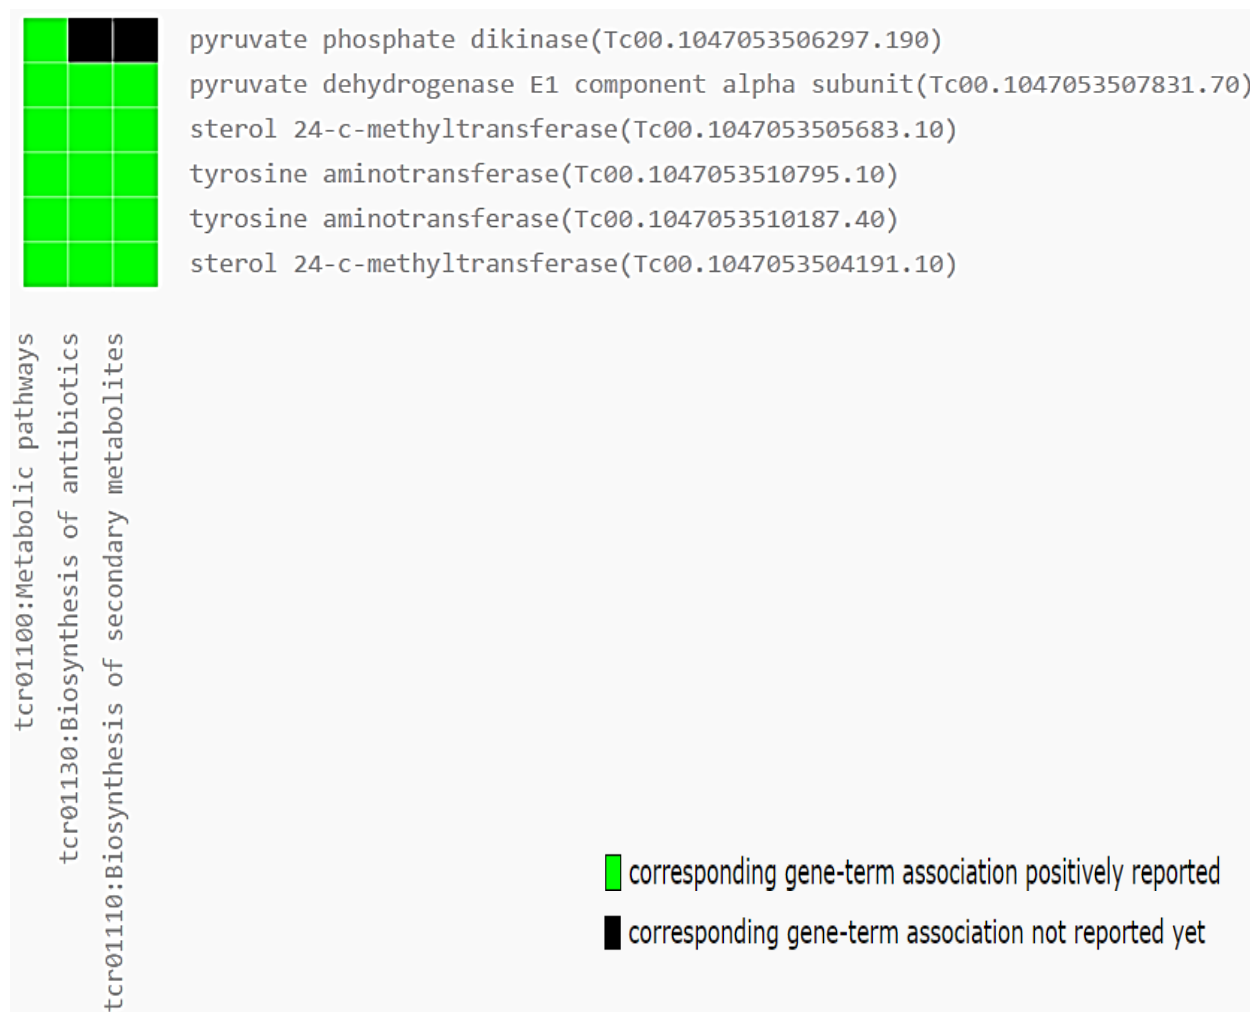 pyruvate phosphate dikinase(Tc00.1047053506297.190)
pyruvate dehydrogenase E1 component alpha subunit(Tc00.1047053507831.70)
sterol 24-c-methyltransferase(Tc00.1047053505683.10)
tyrosine aminotransferase(Tc00.1047053510795.10)
tyrosine aminotransferase(Tc00.1047053510187.40)
sterol 24-c-methyltransferase(Tc00.1047053504191.10)
tcr01100:Metabolic pathways
tcr01130:Biosynthesis of antibiotics
tcr01110:Biosynthesis of secondary metabolites
corresponding gene-term association positively reported
corresponding gene-term association not reported yet